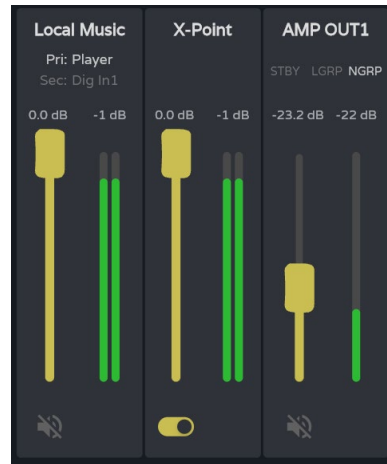 Local Music
Pri: Player
Sec: Dig In1
0.0 dB -1 dB
X-Point
0.0 dB -1 dB
AMP OUT1
STBY LGRP NGRP
-23.2 dB -22 dB